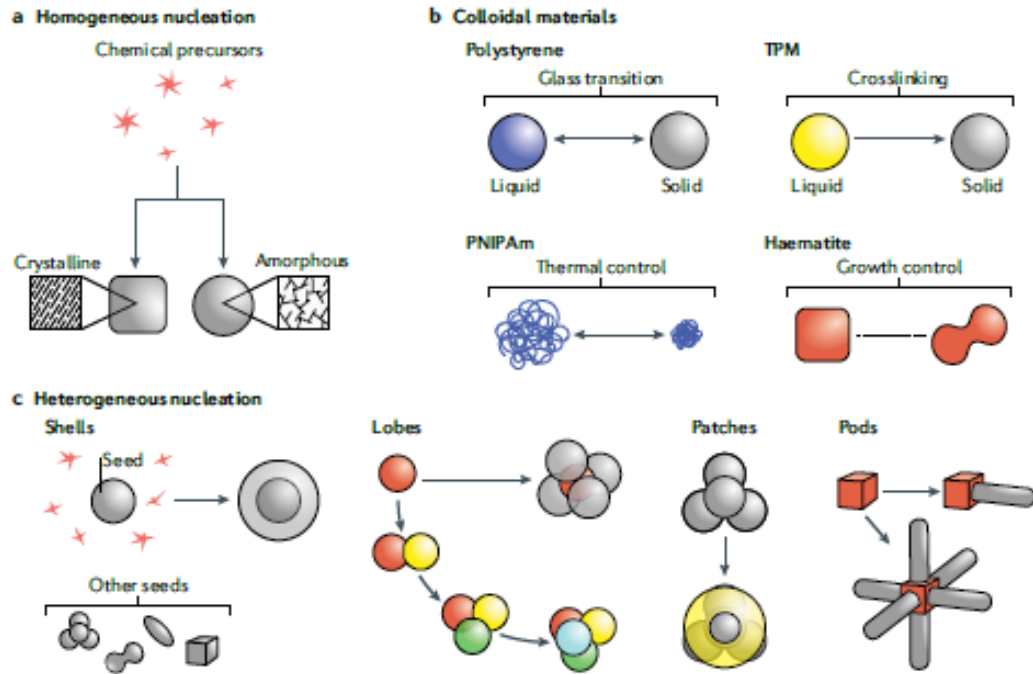 a Homogeneous nucleation
Chemical precursors
Crystalline
Amorphous
b Colloidal materials
Polystyrene
Glass transition
Liquid
Solid
TPM
Crosslinking
Liquid
Solid
PNIPAm
Thermal control
Haematite
Growth control
c Heterogeneous nucleation
Shells
Seed
Other seeds
Lobes
Patches
Pods